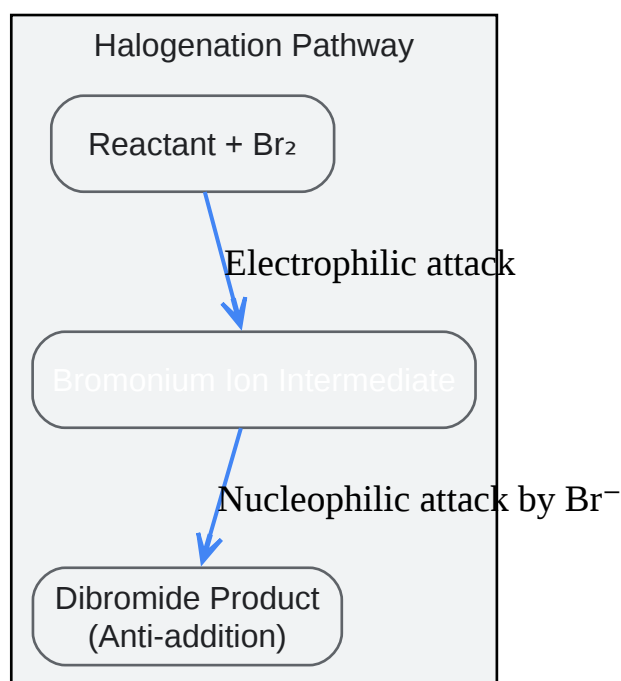 Halogenation Pathway
Reactant + Br₂
Electrophilic attack
Bromonium Ion Intermediate
Nucleophilic attack by Br⁻
Dibromide Product
(Anti-addition)